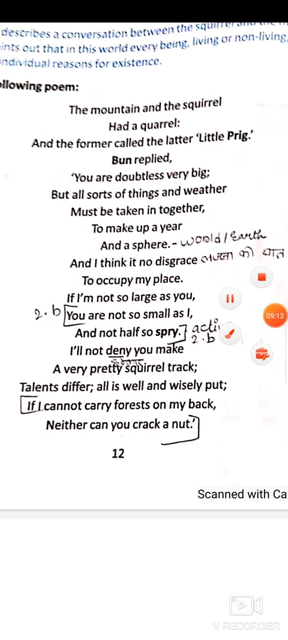 describes a conversation between the squirrel and the m
ints out that in this world every being, living or non-living,
ndividual reasons for existence.
ollowing poem:
The mountain and the squirrel
Had a quarrel:
And the former called the latter 'Little Prig.'
Bun replied,
'You are doubtless very big;
But all sorts of things and weather
Must be taken in together,
To make up a year
And a sphere. - world/Earth
And I think it no disgrace की बात
To occupy my place.
If I'm not so large as you,
2.b You are not so small as I,
And not half so spry. acti
2.b
I'll not deny you make
A very pretty squirrel track;
Talents differ; all is well and wisely put;
If I cannot carry forests on my back,
Neither can you crack a nut.'
12
09:13
Scanned with Ca
V RECORDER